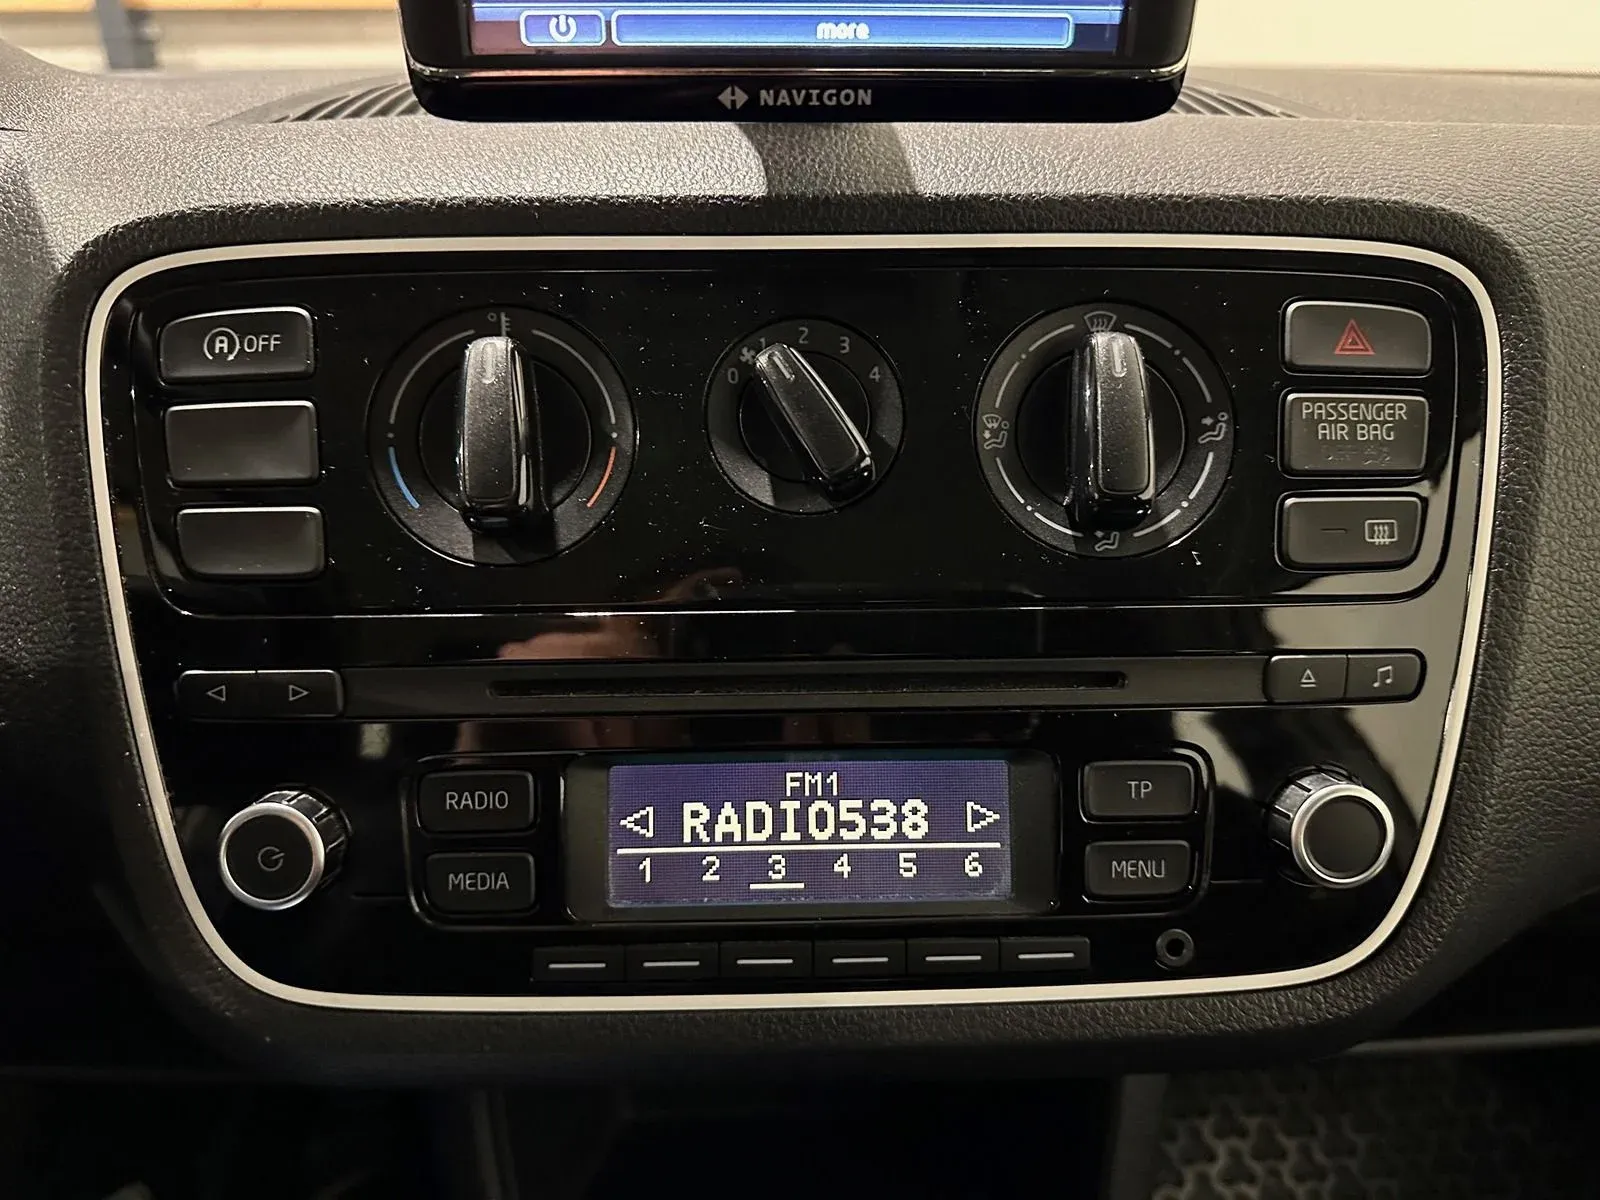 more
NAVIGON
A OFF
0 1 2 3 4
PASSENGER
AIR BAG
RADIO
MEDIA
FM1
RADIO538
1 2 3 4 5 6
TP
MENU